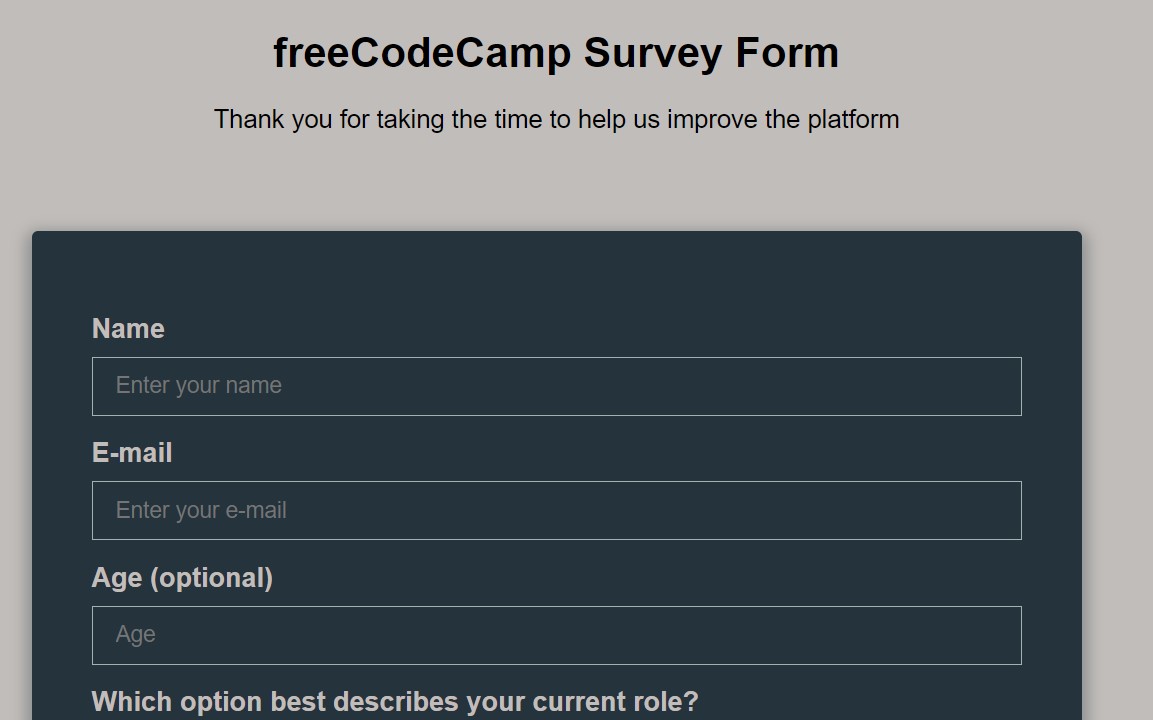 freeCodeCamp Survey Form
Thank you for taking the time to help us improve the platform
Name
Enter your name
E-mail
Enter your e-mail
Age (optional)
Age
Which option best describes your current role?